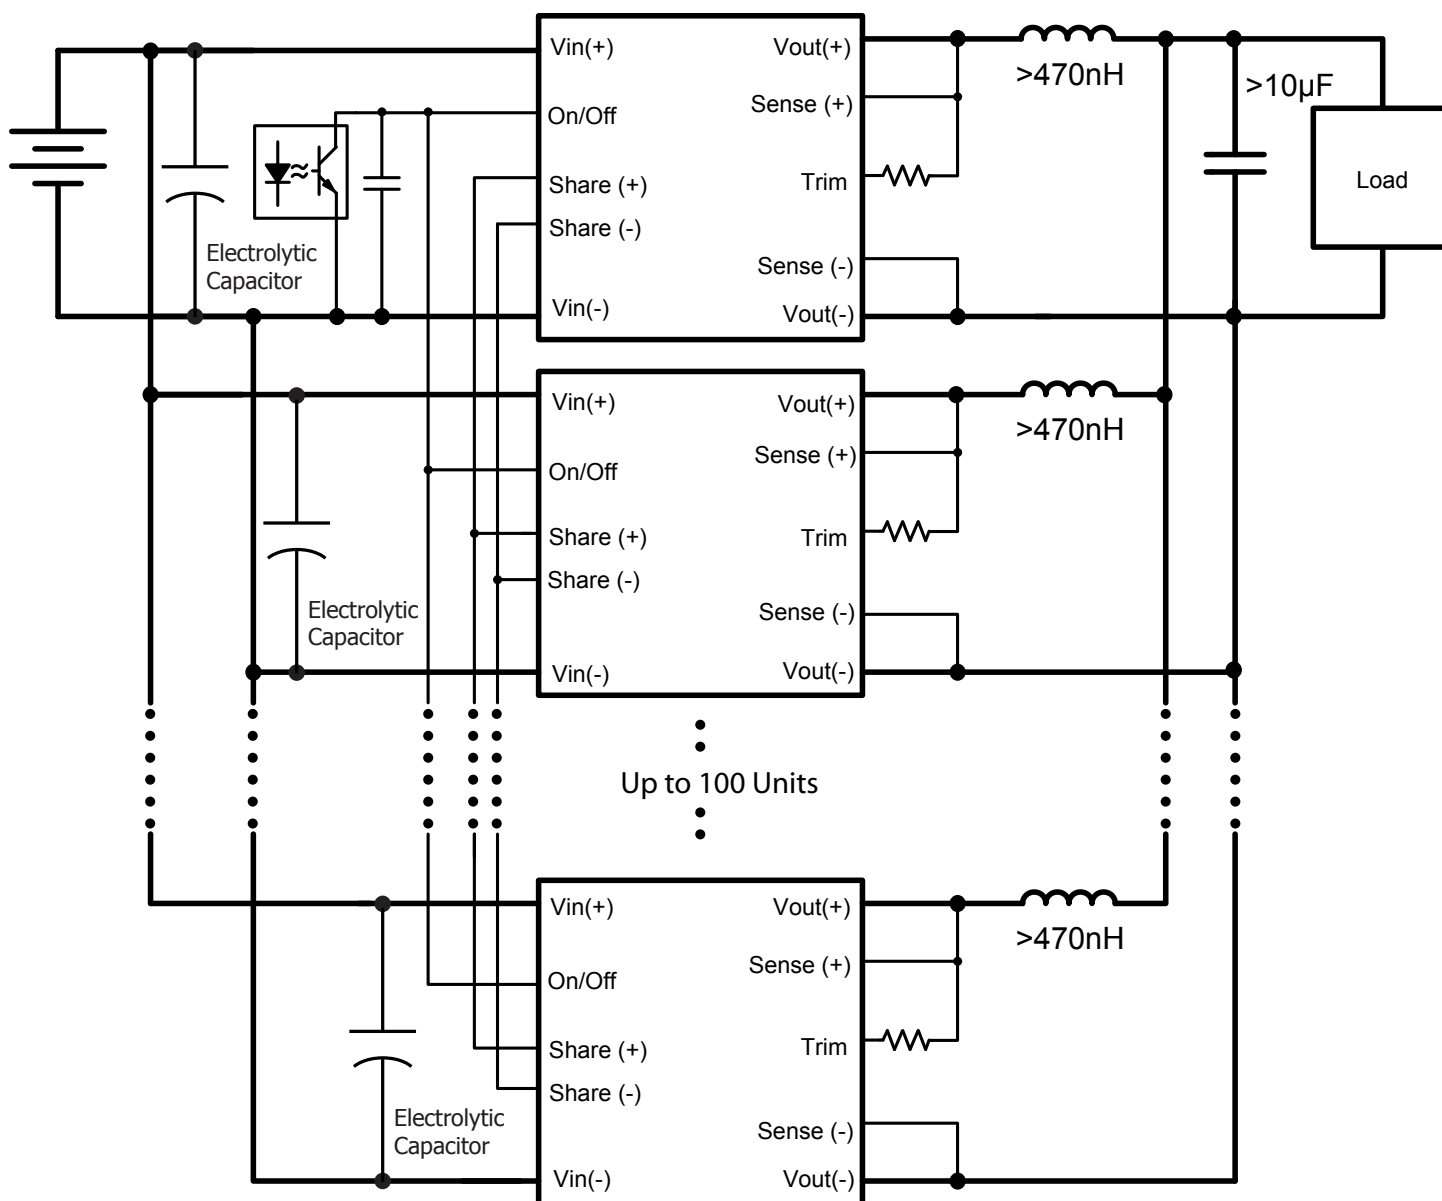 Vin(+)
Vout(+)
>470nH
>10µF
On/Off
Sense (+)
Share (+)
Trim
Load
Share (-)
Electrolytic
Capacitor
Sense (-)
Vin(-)
Vout(-)
Vin(+)
Vout(+)
>470nH
On/Off
Sense (+)
Share (+)
Trim
Share (-)
Electrolytic
Capacitor
Sense (-)
Vin(-)
Vout(-)
Up to 100 Units
Vin(+)
Vout(+)
>470nH
On/Off
Sense (+)
Share (+)
Trim
Share (-)
Electrolytic
Capacitor
Sense (-)
Vin(-)
Vout(-)